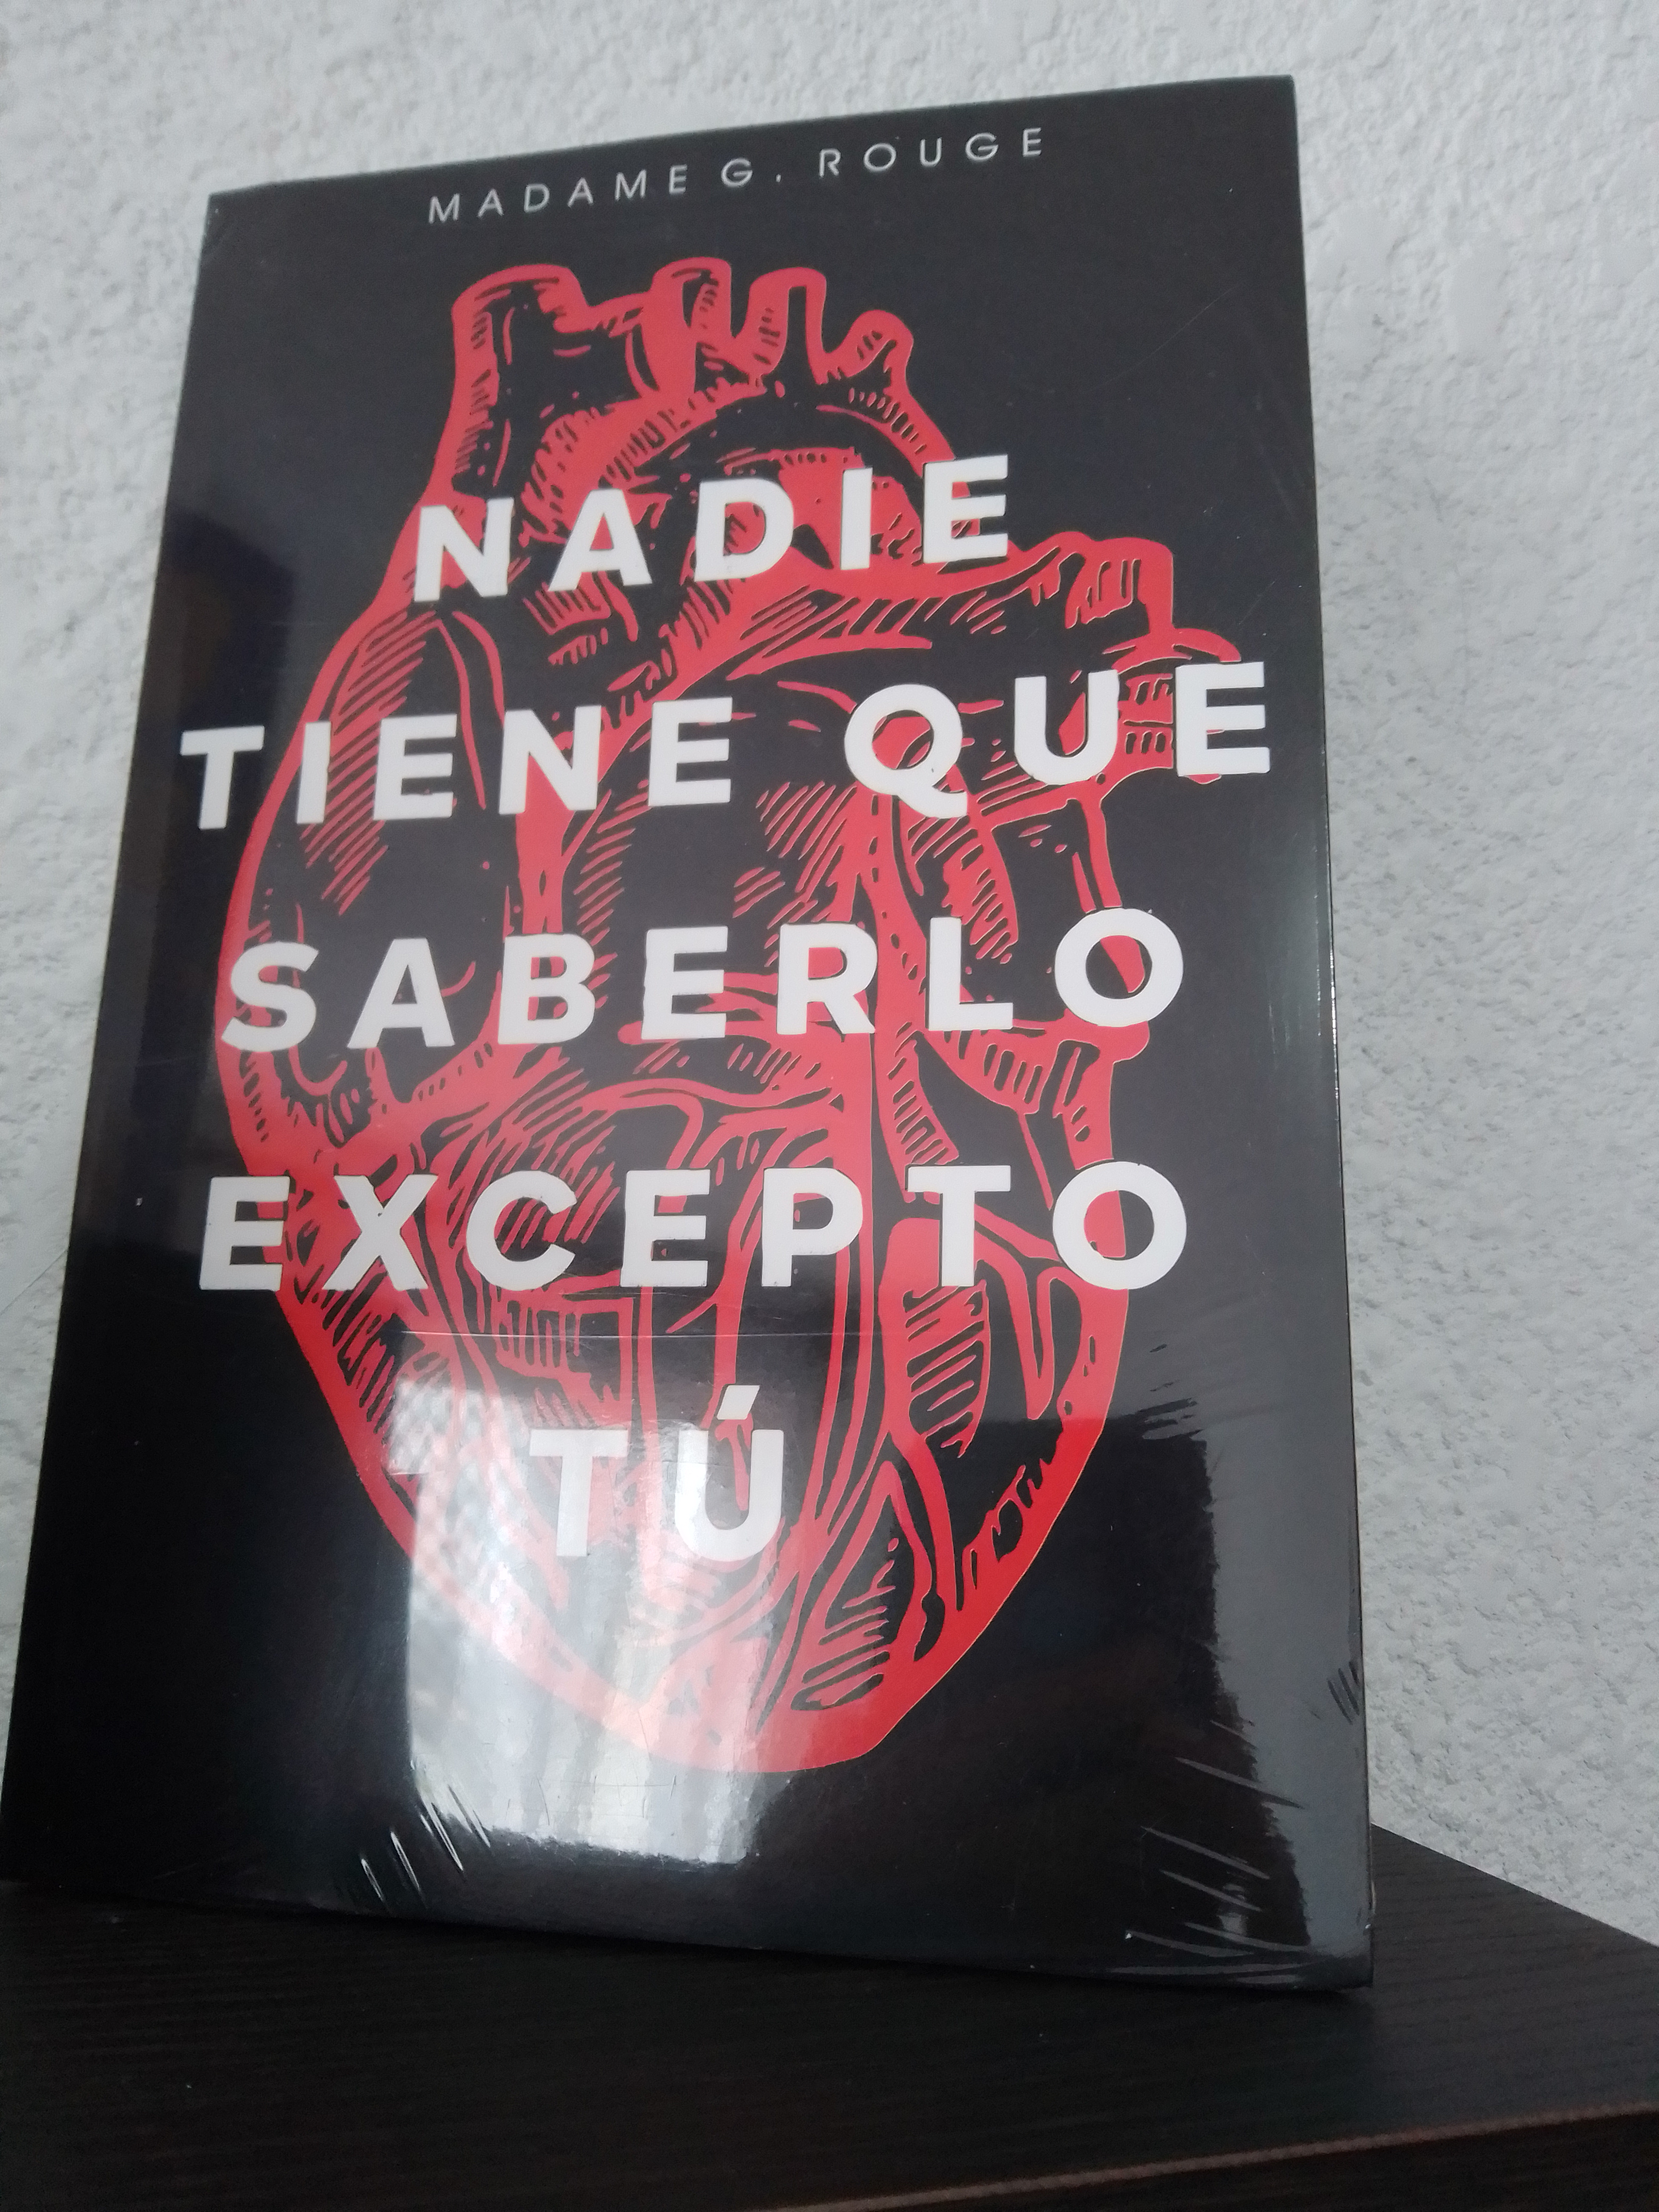 MADAME G. ROUGE
NADIE
TIENE QUE
SABERLO
EXCEPTO
TÚ